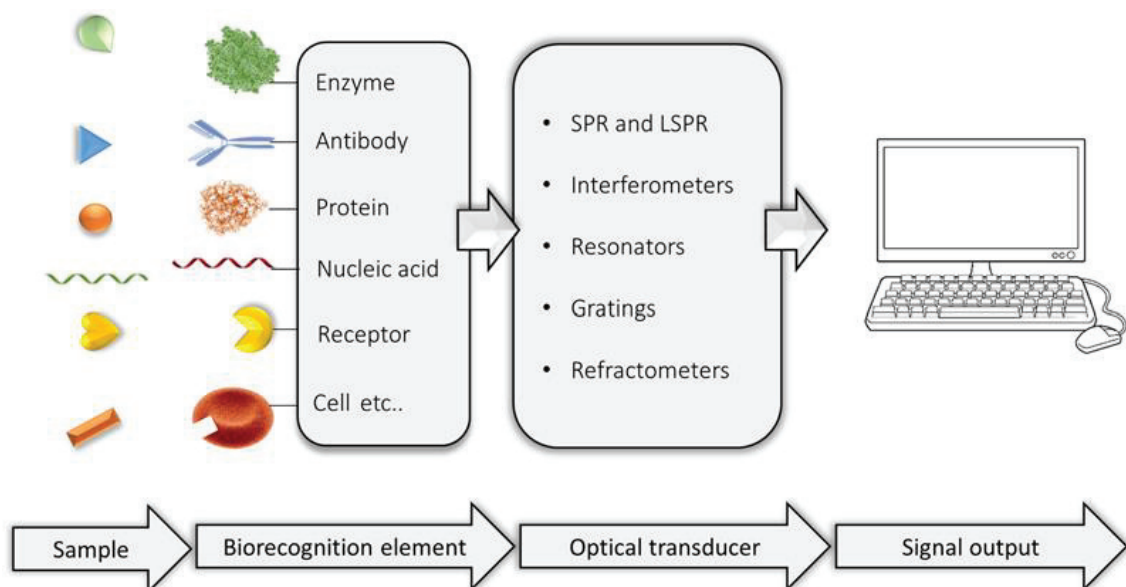 Enzyme
Antibody
Protein
Nucleic acid
Receptor
Cell etc..
• SPR and LSPR
• Interferometers
• Resonators
• Gratings
• Refractometers
Sample
Biorecognition element
Optical transducer
Signal output